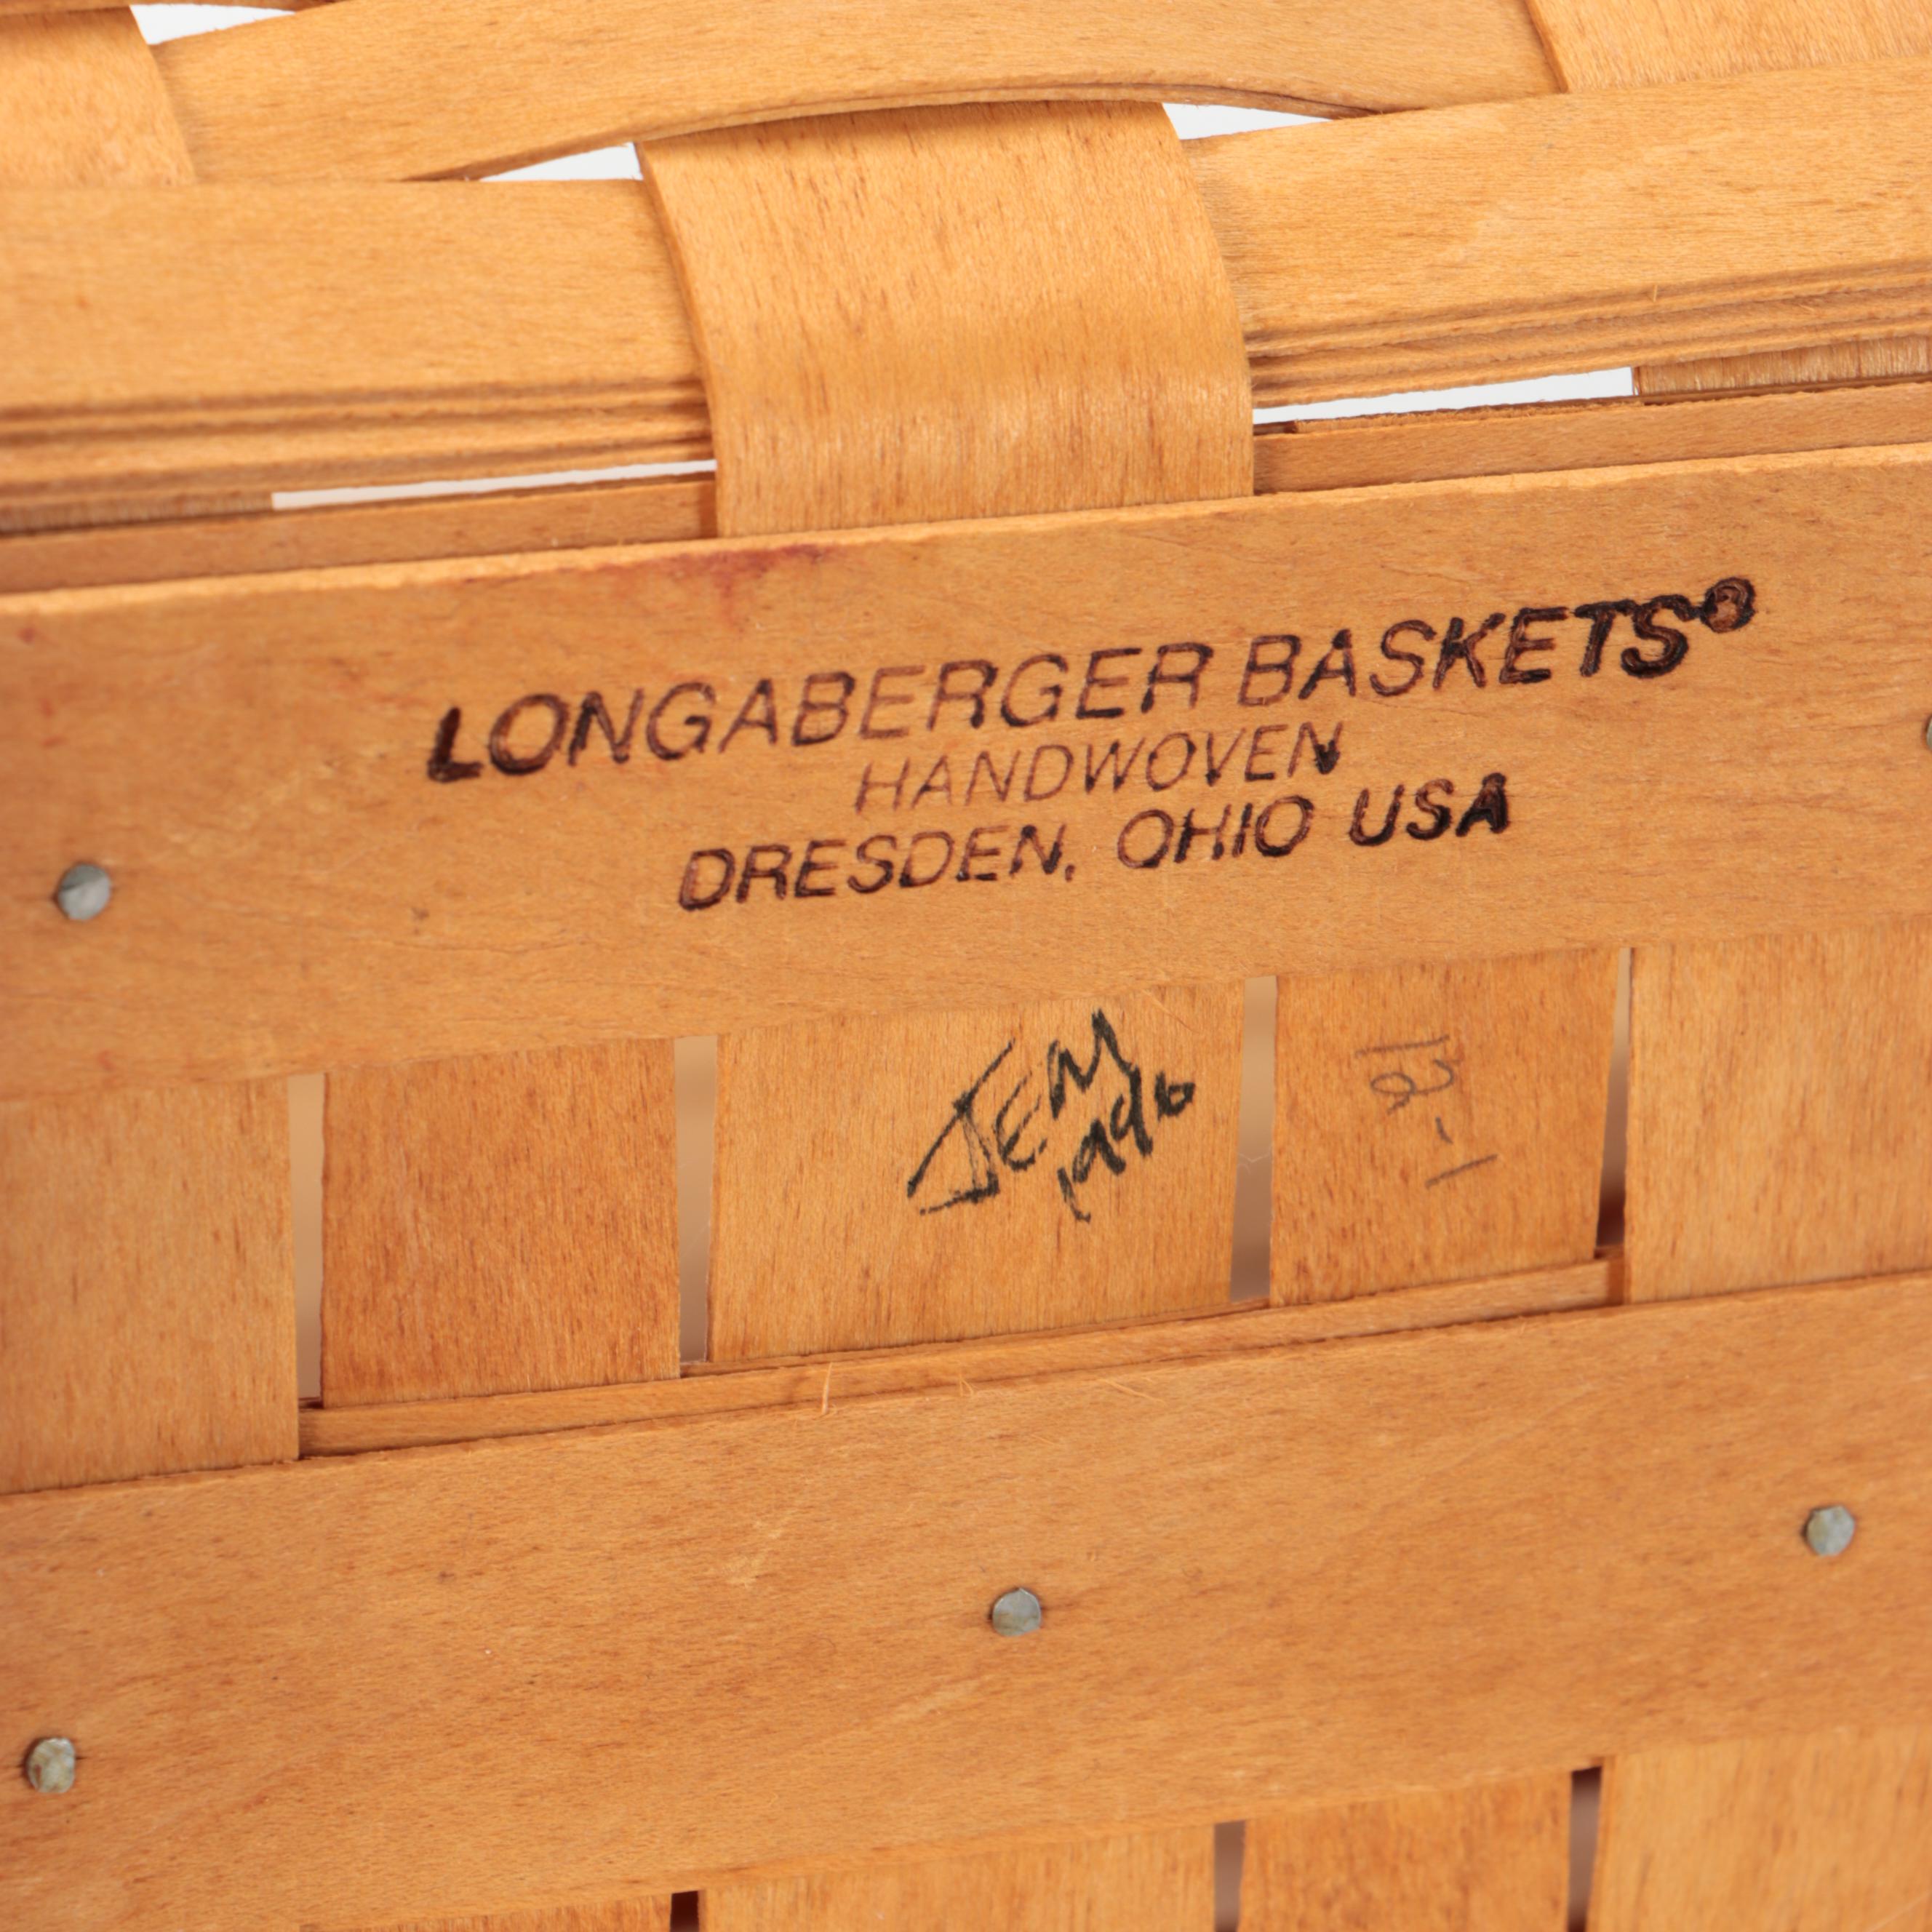 LONGABERGER BASKETS®
HANDWOVEN
DRESDEN, OHIO USA
JEM
1996